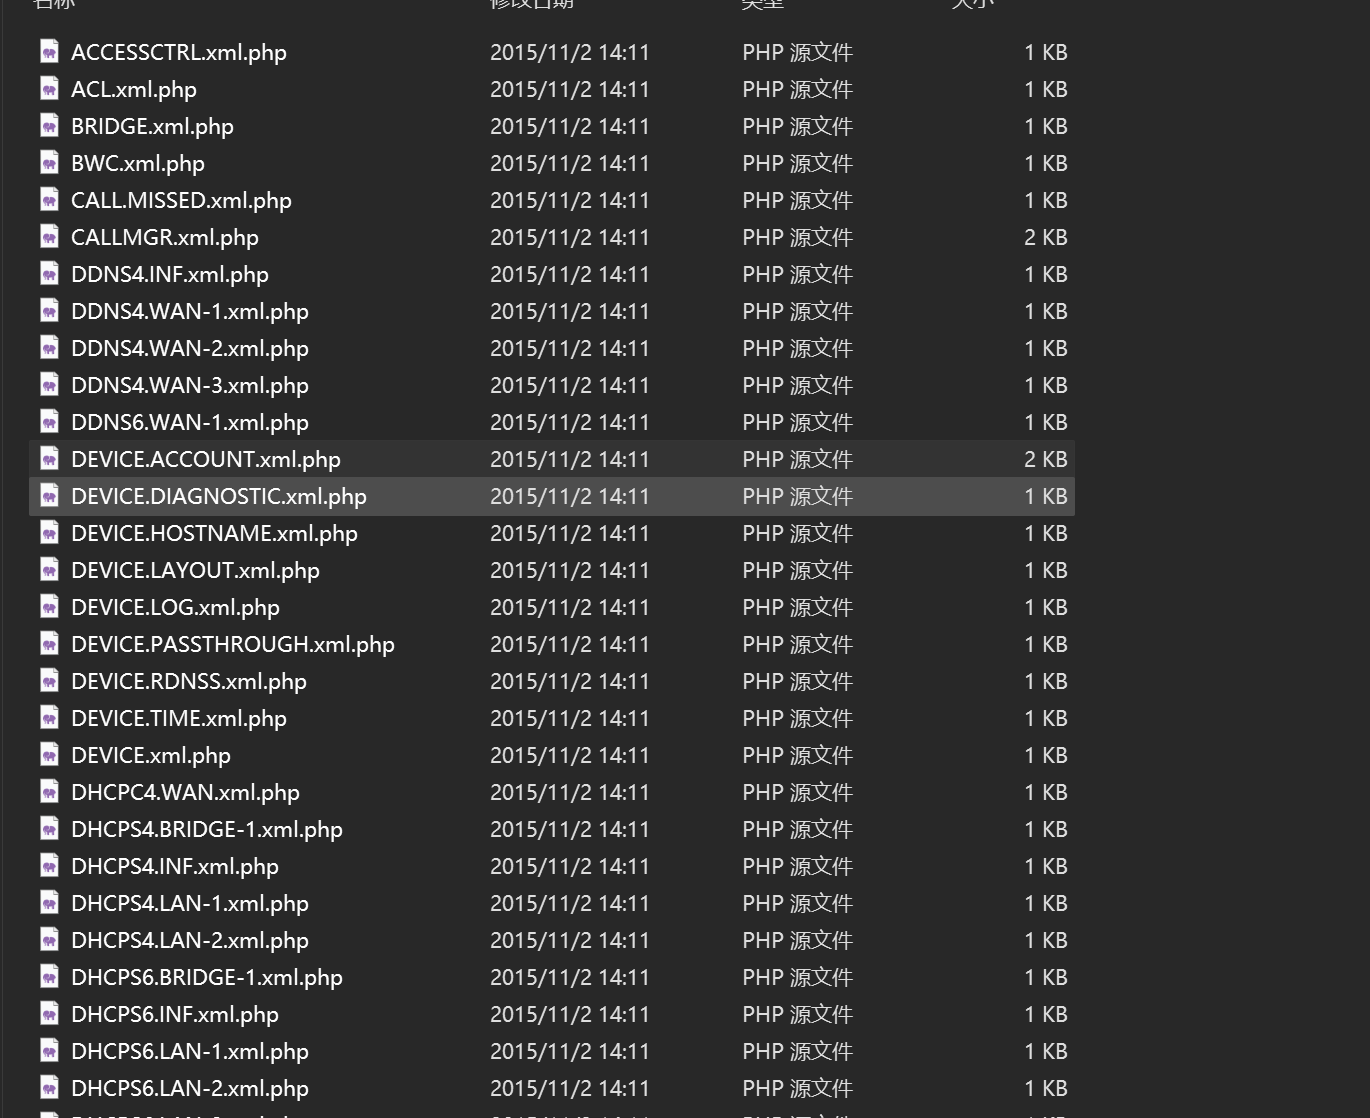 名称 修改日期 类型 大小
ACCESSCTRL.xml.php 2015/11/2 14:11 PHP 源文件 1 KB
ACL.xml.php 2015/11/2 14:11 PHP 源文件 1 KB
BRIDGE.xml.php 2015/11/2 14:11 PHP 源文件 1 KB
BWC.xml.php 2015/11/2 14:11 PHP 源文件 1 KB
CALL.MISSED.xml.php 2015/11/2 14:11 PHP 源文件 1 KB
CALLMGR.xml.php 2015/11/2 14:11 PHP 源文件 2 KB
DDNS4.INF.xml.php 2015/11/2 14:11 PHP 源文件 1 KB
DDNS4.WAN-1.xml.php 2015/11/2 14:11 PHP 源文件 1 KB
DDNS4.WAN-2.xml.php 2015/11/2 14:11 PHP 源文件 1 KB
DDNS4.WAN-3.xml.php 2015/11/2 14:11 PHP 源文件 1 KB
DDNS6.WAN-1.xml.php 2015/11/2 14:11 PHP 源文件 1 KB
DEVICE.ACCOUNT.xml.php 2015/11/2 14:11 PHP 源文件 2 KB
DEVICE.DIAGNOSTIC.xml.php 2015/11/2 14:11 PHP 源文件 1 KB
DEVICE.HOSTNAME.xml.php 2015/11/2 14:11 PHP 源文件 1 KB
DEVICE.LAYOUT.xml.php 2015/11/2 14:11 PHP 源文件 1 KB
DEVICE.LOG.xml.php 2015/11/2 14:11 PHP 源文件 1 KB
DEVICE.PASSTHROUGH.xml.php 2015/11/2 14:11 PHP 源文件 1 KB
DEVICE.RDNSS.xml.php 2015/11/2 14:11 PHP 源文件 1 KB
DEVICE.TIME.xml.php 2015/11/2 14:11 PHP 源文件 1 KB
DEVICE.xml.php 2015/11/2 14:11 PHP 源文件 1 KB
DHCPC4.WAN.xml.php 2015/11/2 14:11 PHP 源文件 1 KB
DHCPS4.BRIDGE-1.xml.php 2015/11/2 14:11 PHP 源文件 1 KB
DHCPS4.INF.xml.php 2015/11/2 14:11 PHP 源文件 1 KB
DHCPS4.LAN-1.xml.php 2015/11/2 14:11 PHP 源文件 1 KB
DHCPS4.LAN-2.xml.php 2015/11/2 14:11 PHP 源文件 1 KB
DHCPS6.BRIDGE-1.xml.php 2015/11/2 14:11 PHP 源文件 1 KB
DHCPS6.INF.xml.php 2015/11/2 14:11 PHP 源文件 1 KB
DHCPS6.LAN-1.xml.php 2015/11/2 14:11 PHP 源文件 1 KB
DHCPS6.LAN-2.xml.php 2015/11/2 14:11 PHP 源文件 1 KB